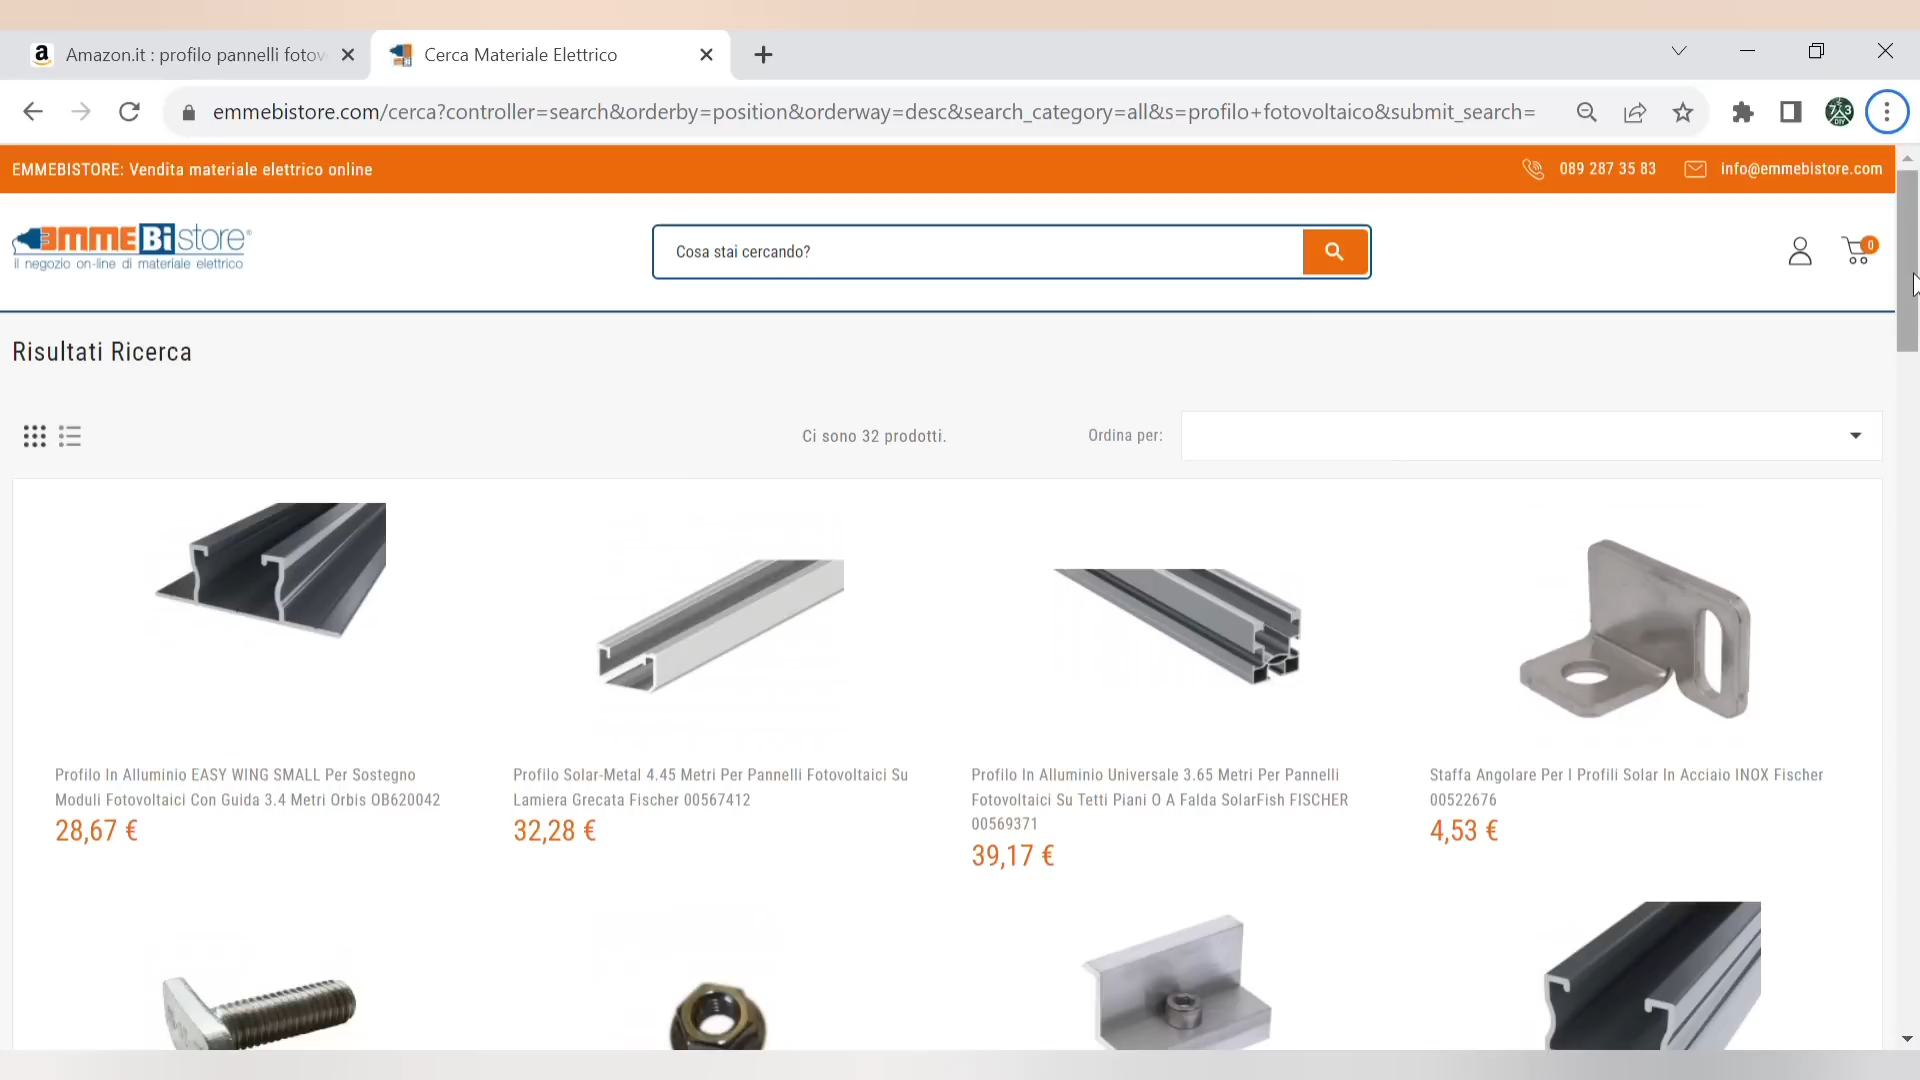 Amazon.it : profilo pannelli fotov
Cerca Materiale Elettrico
emmebistore.com/cerca?controller=search&orderby=position&orderway=desc&search_category=all&s=profilo+fotovoltaico&submit_search=
EMMEBISTORE: Vendita materiale elettrico online
089 287 35 83
info@emmebistore.com
EMME Bi store
il negozio on-line di materiale elettrico
Cosa stai cercando?
0
Risultati Ricerca
Ci sono 32 prodotti.
Ordina per:
Profilo In Alluminio EASY WING SMALL Per Sostegno
Moduli Fotovoltaici Con Guida 3.4 Metri Orbis OB620042
28,67 €
Profilo Solar-Metal 4.45 Metri Per Pannelli Fotovoltaici Su
Lamiera Grecata Fischer 00567412
32,28 €
Profilo In Alluminio Universale 3.65 Metri Per Pannelli
Fotovoltaici Su Tetti Piani O A Falda SolarFish FISCHER
00569371
39,17 €
Staffa Angolare Per I Profili Solar In Acciaio INOX Fischer
00522676
4,53 €